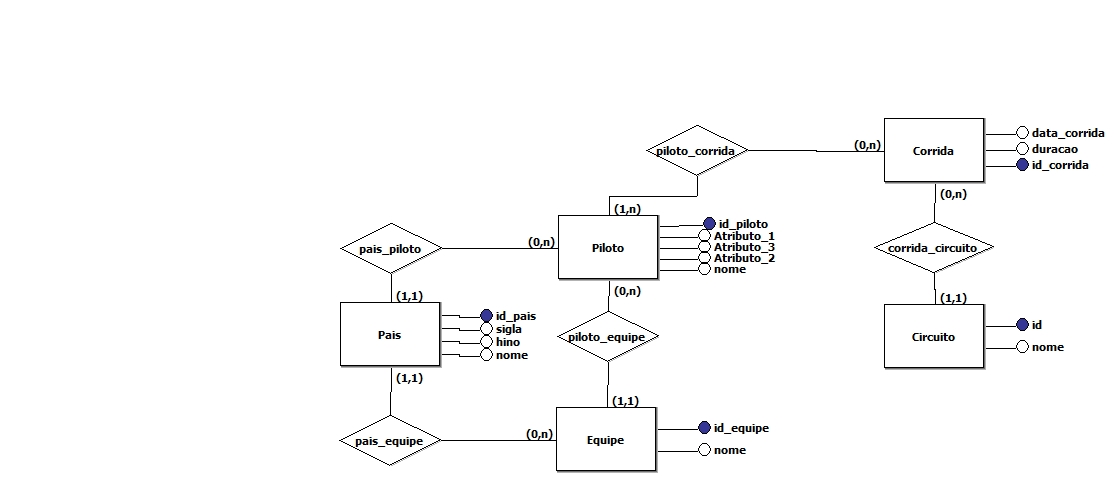 data_corrida
piloto_corrida
(0,n)
Corrida
duracao
id_corrida
(0,n)
(1,n)
id_piloto
Atributo_1
pais_piloto
(0,n)
Piloto
Atributo_3
corrida_circuito
Atributo_2
nome
(1,1)
(0,n)
(1,1)
id_pais
sigla
Pais
hino
piloto_equipe
Circuito
id
nome
nome
(1,1)
(1,1)
pais_equipe
(0,n)
Equipe
id_equipe
nome